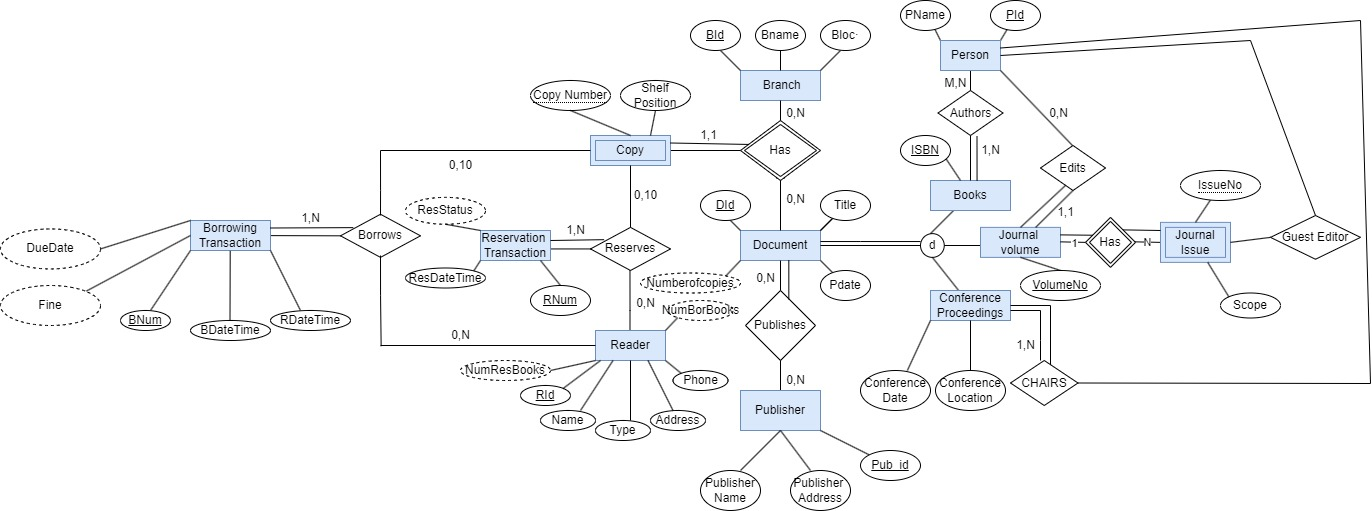 PName
PId
BId
Bname
Bloc
Person
Branch
M,N
Copy Number
Shelf
Position
0,N
Authors
0,N
1,1
Copy
Has
ISBN
1,N
0,10
Edits
Books
IssueNo
0,10
0,N
DId
Title
ResStatus
1,1
1,N
Borrowing
Transaction
Borrows
1,N
Reservation
Transaction
Reserves
Document
d
Journal
volume
1
Has
N
Journal
Issue
Guest Editor
DueDate
ResDateTime
0,N
Numberofcopies
Pdate
VolumeNo
Fine
RNum
0,N
NumBorBooks
Conference
Proceedings
Scope
BNum
BDateTime
RDateTime
Publishes
0,N
Reader
1,N
NumResBooks
Phone
0,N
CHAIRS
RId
Conference
Date
Conference
Location
Name
Type
Address
Publisher
Pub_id
Publisher
Name
Publisher
Address